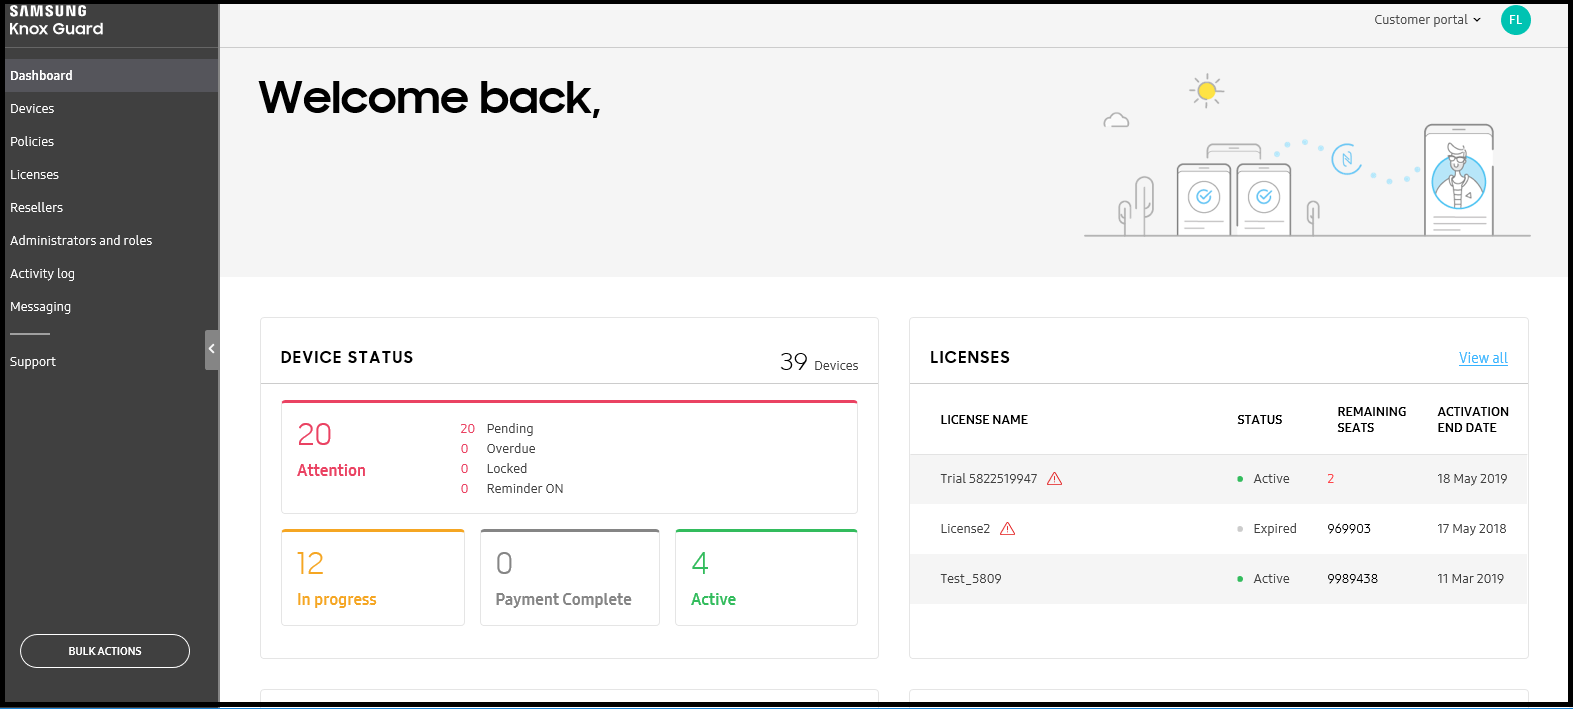 SAMSUNG
Knox Guard
Customer portal
FL
Dashboard
Devices
Policies
Licenses
Resellers
Administrators and roles
Activity log
Messaging
Support
BULK ACTIONS
Welcome back,
N
DEVICE STATUS
39 Devices
20
Attention
20 Pending
0 Overdue
0 Locked
0 Reminder ON
12
In progress
0
Payment Complete
4
Active
LICENSES
View all
LICENSE NAME STATUS REMAINING SEATS ACTIVATION END DATE
Trial 5822519947 Active 2 18 May 2019
License2 Expired 969903 17 May 2018
Test_5809 Active 9989438 11 Mar 2019